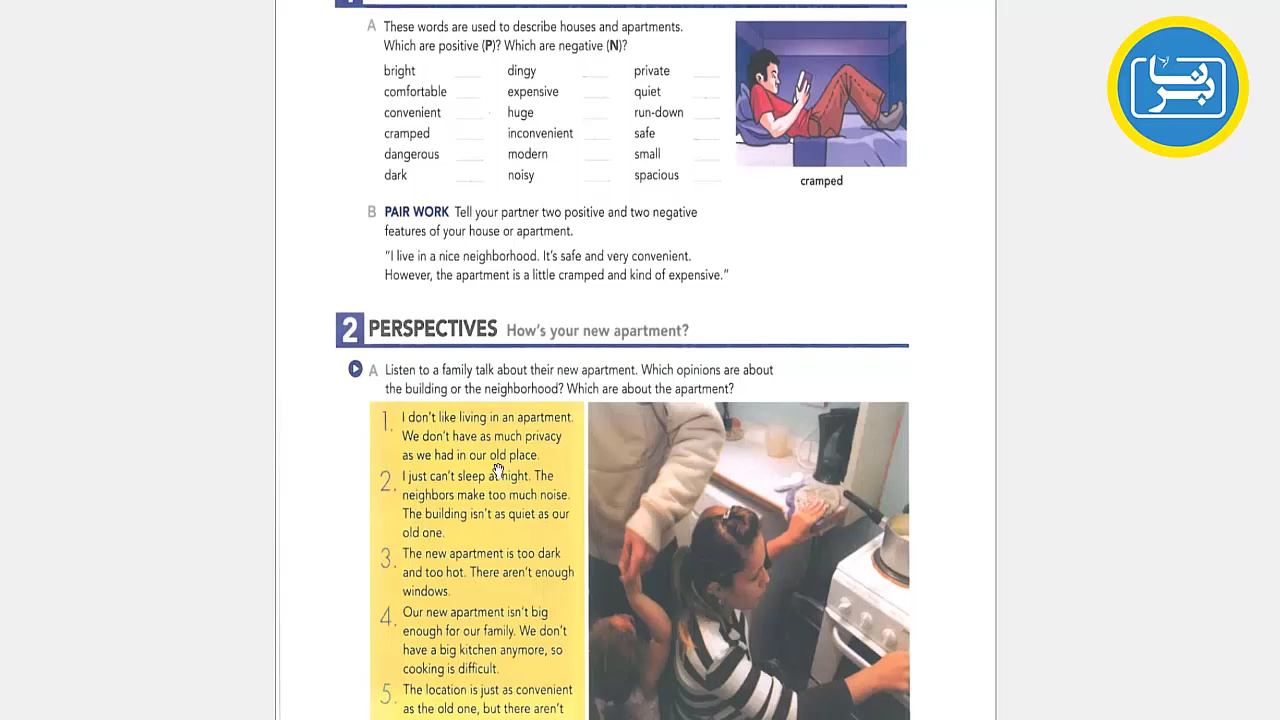 A These words are used to describe houses and apartments.
Which are positive (P)? Which are negative (N)?
bright dingy private
comfortable expensive quiet
convenient huge run-down
cramped inconvenient safe
dangerous modern small
dark noisy spacious
cramped
B PAIR WORK Tell your partner two positive and two negative
features of your house or apartment.
"I live in a nice neighborhood. It's safe and very convenient.
However, the apartment is a little cramped and kind of expensive."
2 PERSPECTIVES How's your new apartment?
A Listen to a family talk about their new apartment. Which opinions are about
the building or the neighborhood? Which are about the apartment?
1. I don't like living in an apartment.
We don't have as much privacy
as we had in our old place.
2. I just can't sleep at night. The
neighbors make too much noise.
The building isn't as quiet as our
old one.
3. The new apartment is too dark
and too hot. There aren't enough
windows.
4. Our new apartment isn't big
enough for our family. We don't
have a big kitchen anymore, so
cooking is difficult.
5. The location is just as convenient
as the old one, but there aren't